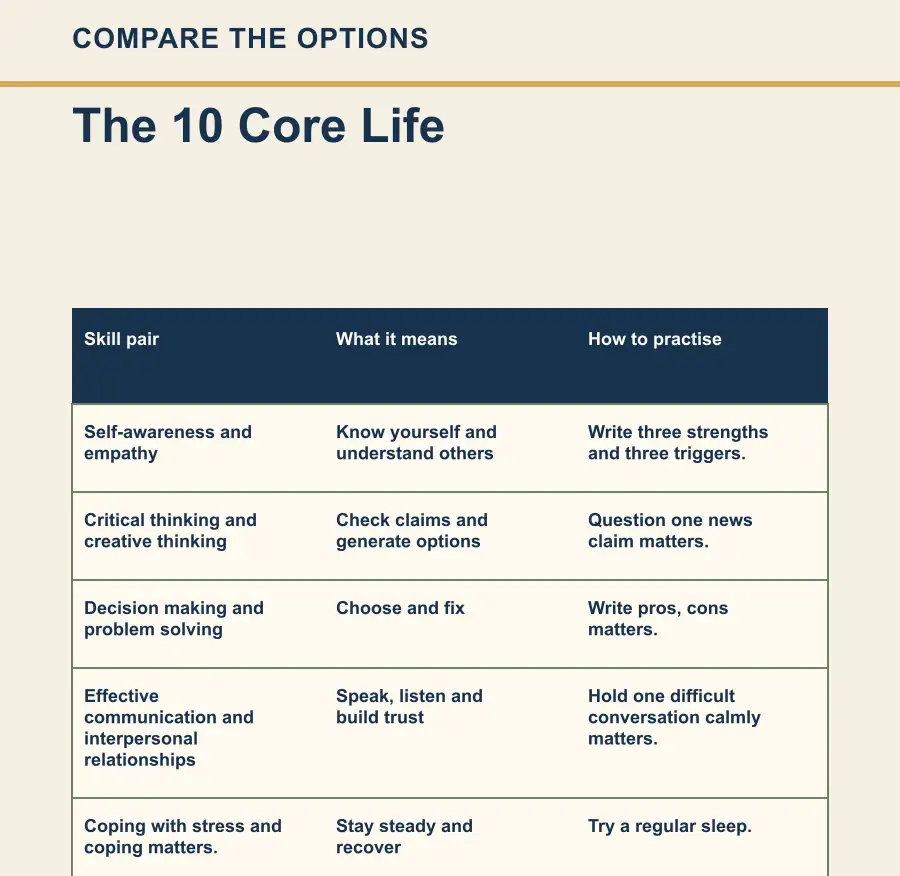 COMPARE THE OPTIONS
The 10 Core Life
Skill pair
What it means
How to practise
Self-awareness and
empathy
Know yourself and
understand others
Write three strengths
and three triggers.
Critical thinking and
creative thinking
Check claims and
generate options
Question one news
claim matters.
Decision making and
problem solving
Choose and fix
Write pros, cons
matters.
Effective
communication and
interpersonal
relationships
Speak, listen and
build trust
Hold one difficult
conversation calmly
matters.
Coping with stress and
coping matters.
Stay steady and
recover
Try a regular sleep.